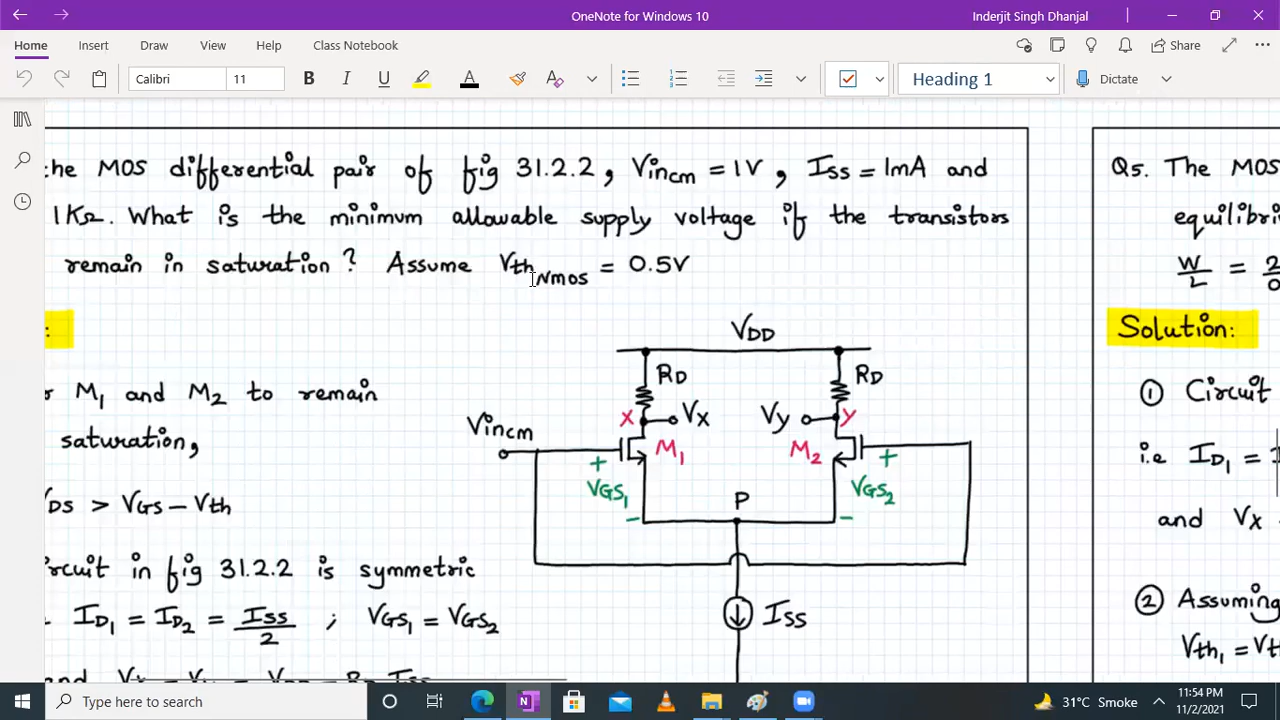 OneNote for Windows 10
Inderjit Singh Dhanjal
Home Insert Draw View Help Class Notebook
Share
Calibri 11 B I U A Heading 1 Dictate
the MOS differential pair of fig 31.2.2, Vincm = 1V, ISS = 1mA and
1KΩ. What is the minimum allowable supply voltage if the transistors
remain in saturation? Assume VthNMOS = 0.5V
:
r M1 and M2 to remain
saturation,
VDS > VGS - Vth
ircuit in fig 31.2.2 is symmetric
ID1 = ID2 = ISS/2 ; VGS1 = VGS2
and
VDD
RD RD
X Vx Vy Y
Vincm
M1 M2
+ +
VGS1 VGS2
- -
P
ISS
Q5. The MOS
equilibri
W/L = 2
Solution:
① Circuit
i.e ID1 =
and Vx
② Assuming
Vth1 = Vt
Type here to search
31°C Smoke
11:54 PM
11/2/2021